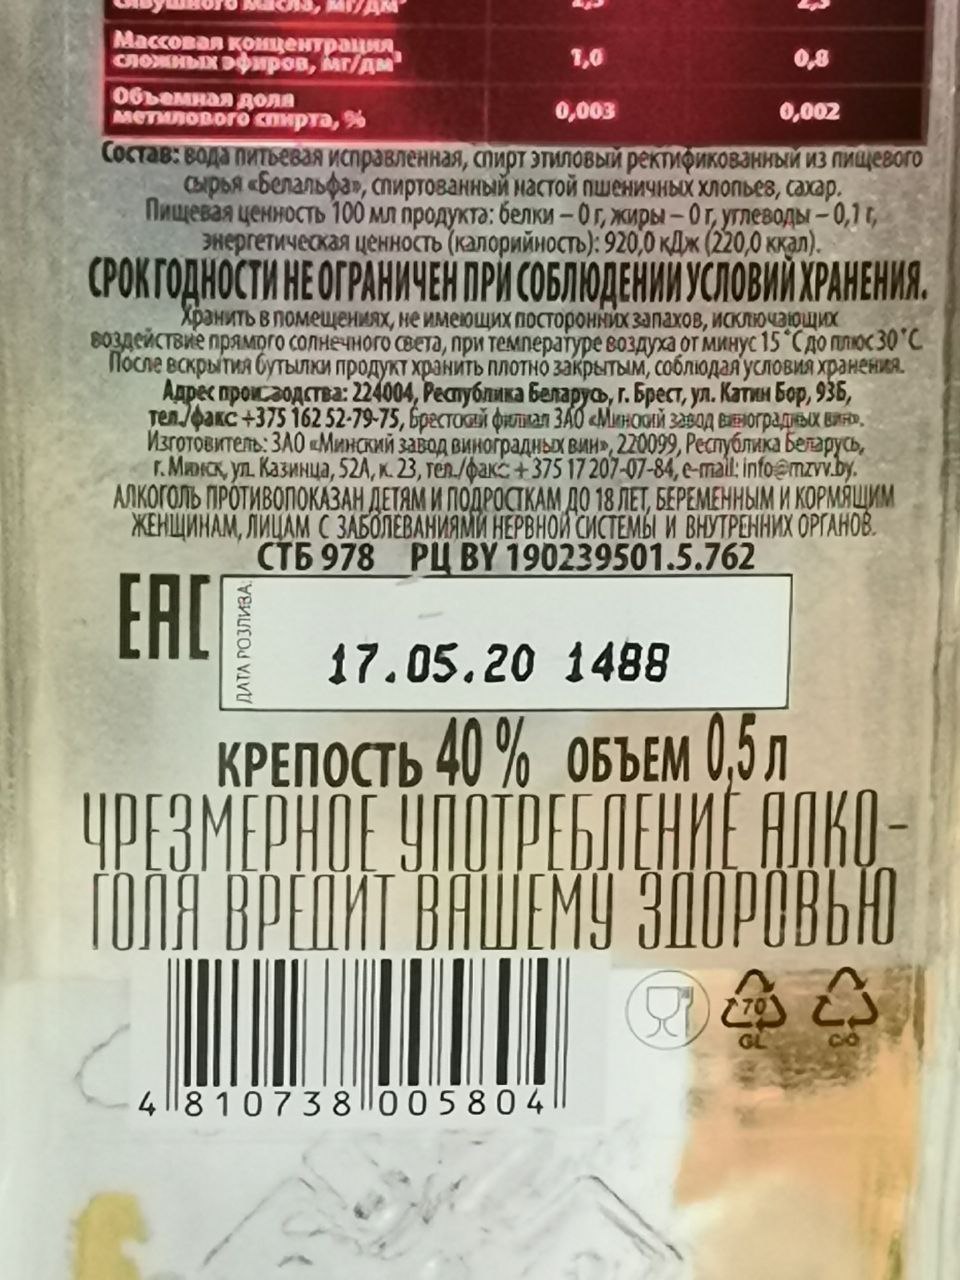 сивушного масла, мг/дм³ 2,5 2,3
Массовая концентрация
сложных эфиров, мг/дм³ 1,0 0,8
Объемная доля
метилового спирта, % 0,003 0,002
Состав: вода питьевая исправленная, спирт этиловый ректификованный из пищевого
сырья «Белальфа», спиртованный настой пшеничных хлопьев, сахар.
Пищевая ценность 100 мл продукта: белки – 0 г, жиры – 0 г, углеводы – 0,1 г,
энергетическая ценность (калорийность): 920,0 кДж (220,0 ккал).
СРОК ГОДНОСТИ НЕ ОГРАНИЧЕН ПРИ СОБЛЮДЕНИИ УСЛОВИЙ ХРАНЕНИЯ.
Хранить в помещениях, не имеющих посторонних запахов, исключающих
воздействие прямого солнечного света, при температуре воздуха от минус 15 °С до плюс 30 °С.
После вскрытия бутылки продукт хранить плотно закрытым, соблюдая условия хранения.
Адрес производства: 224004, Республика Беларусь, г. Брест, ул. Катин Бор, 93Б,
тел./факс +375 162 52-79-75, Брестский филиал ЗАО «Минский завод виноградных вин».
Изготовитель: ЗАО «Минский завод виноградных вин», 220099, Республика Беларусь,
г. Минск, ул. Казинца, 52А, к. 23, тел./факс + 375 17 207-07-84, e-mail: info@mzvv.by.
АЛКОГОЛЬ ПРОТИВОПОКАЗАН ДЕТЯМ И ПОДРОСТКАМ ДО 18 ЛЕТ, БЕРЕМЕННЫМ И КОРМЯЩИМ
ЖЕНЩИНАМ, ЛИЦАМ С ЗАБОЛЕВАНИЯМИ НЕРВНОЙ СИСТЕМЫ И ВНУТРЕННИХ ОРГАНОВ.
СТБ 978 РЦ BY 190239501.5.762
ЕАС
ДАТА РОЗЛИВА:
17.05.20 1488
КРЕПОСТЬ 40 % ОБЪЕМ 0,5 л
ЧРЕЗМЕРНОЕ УПОТРЕБЛЕНИЕ АЛКО-
ГОЛЯ ВРЕДИТ ВАШЕМУ ЗДОРОВЬЮ
70
GL
4 810738 005804